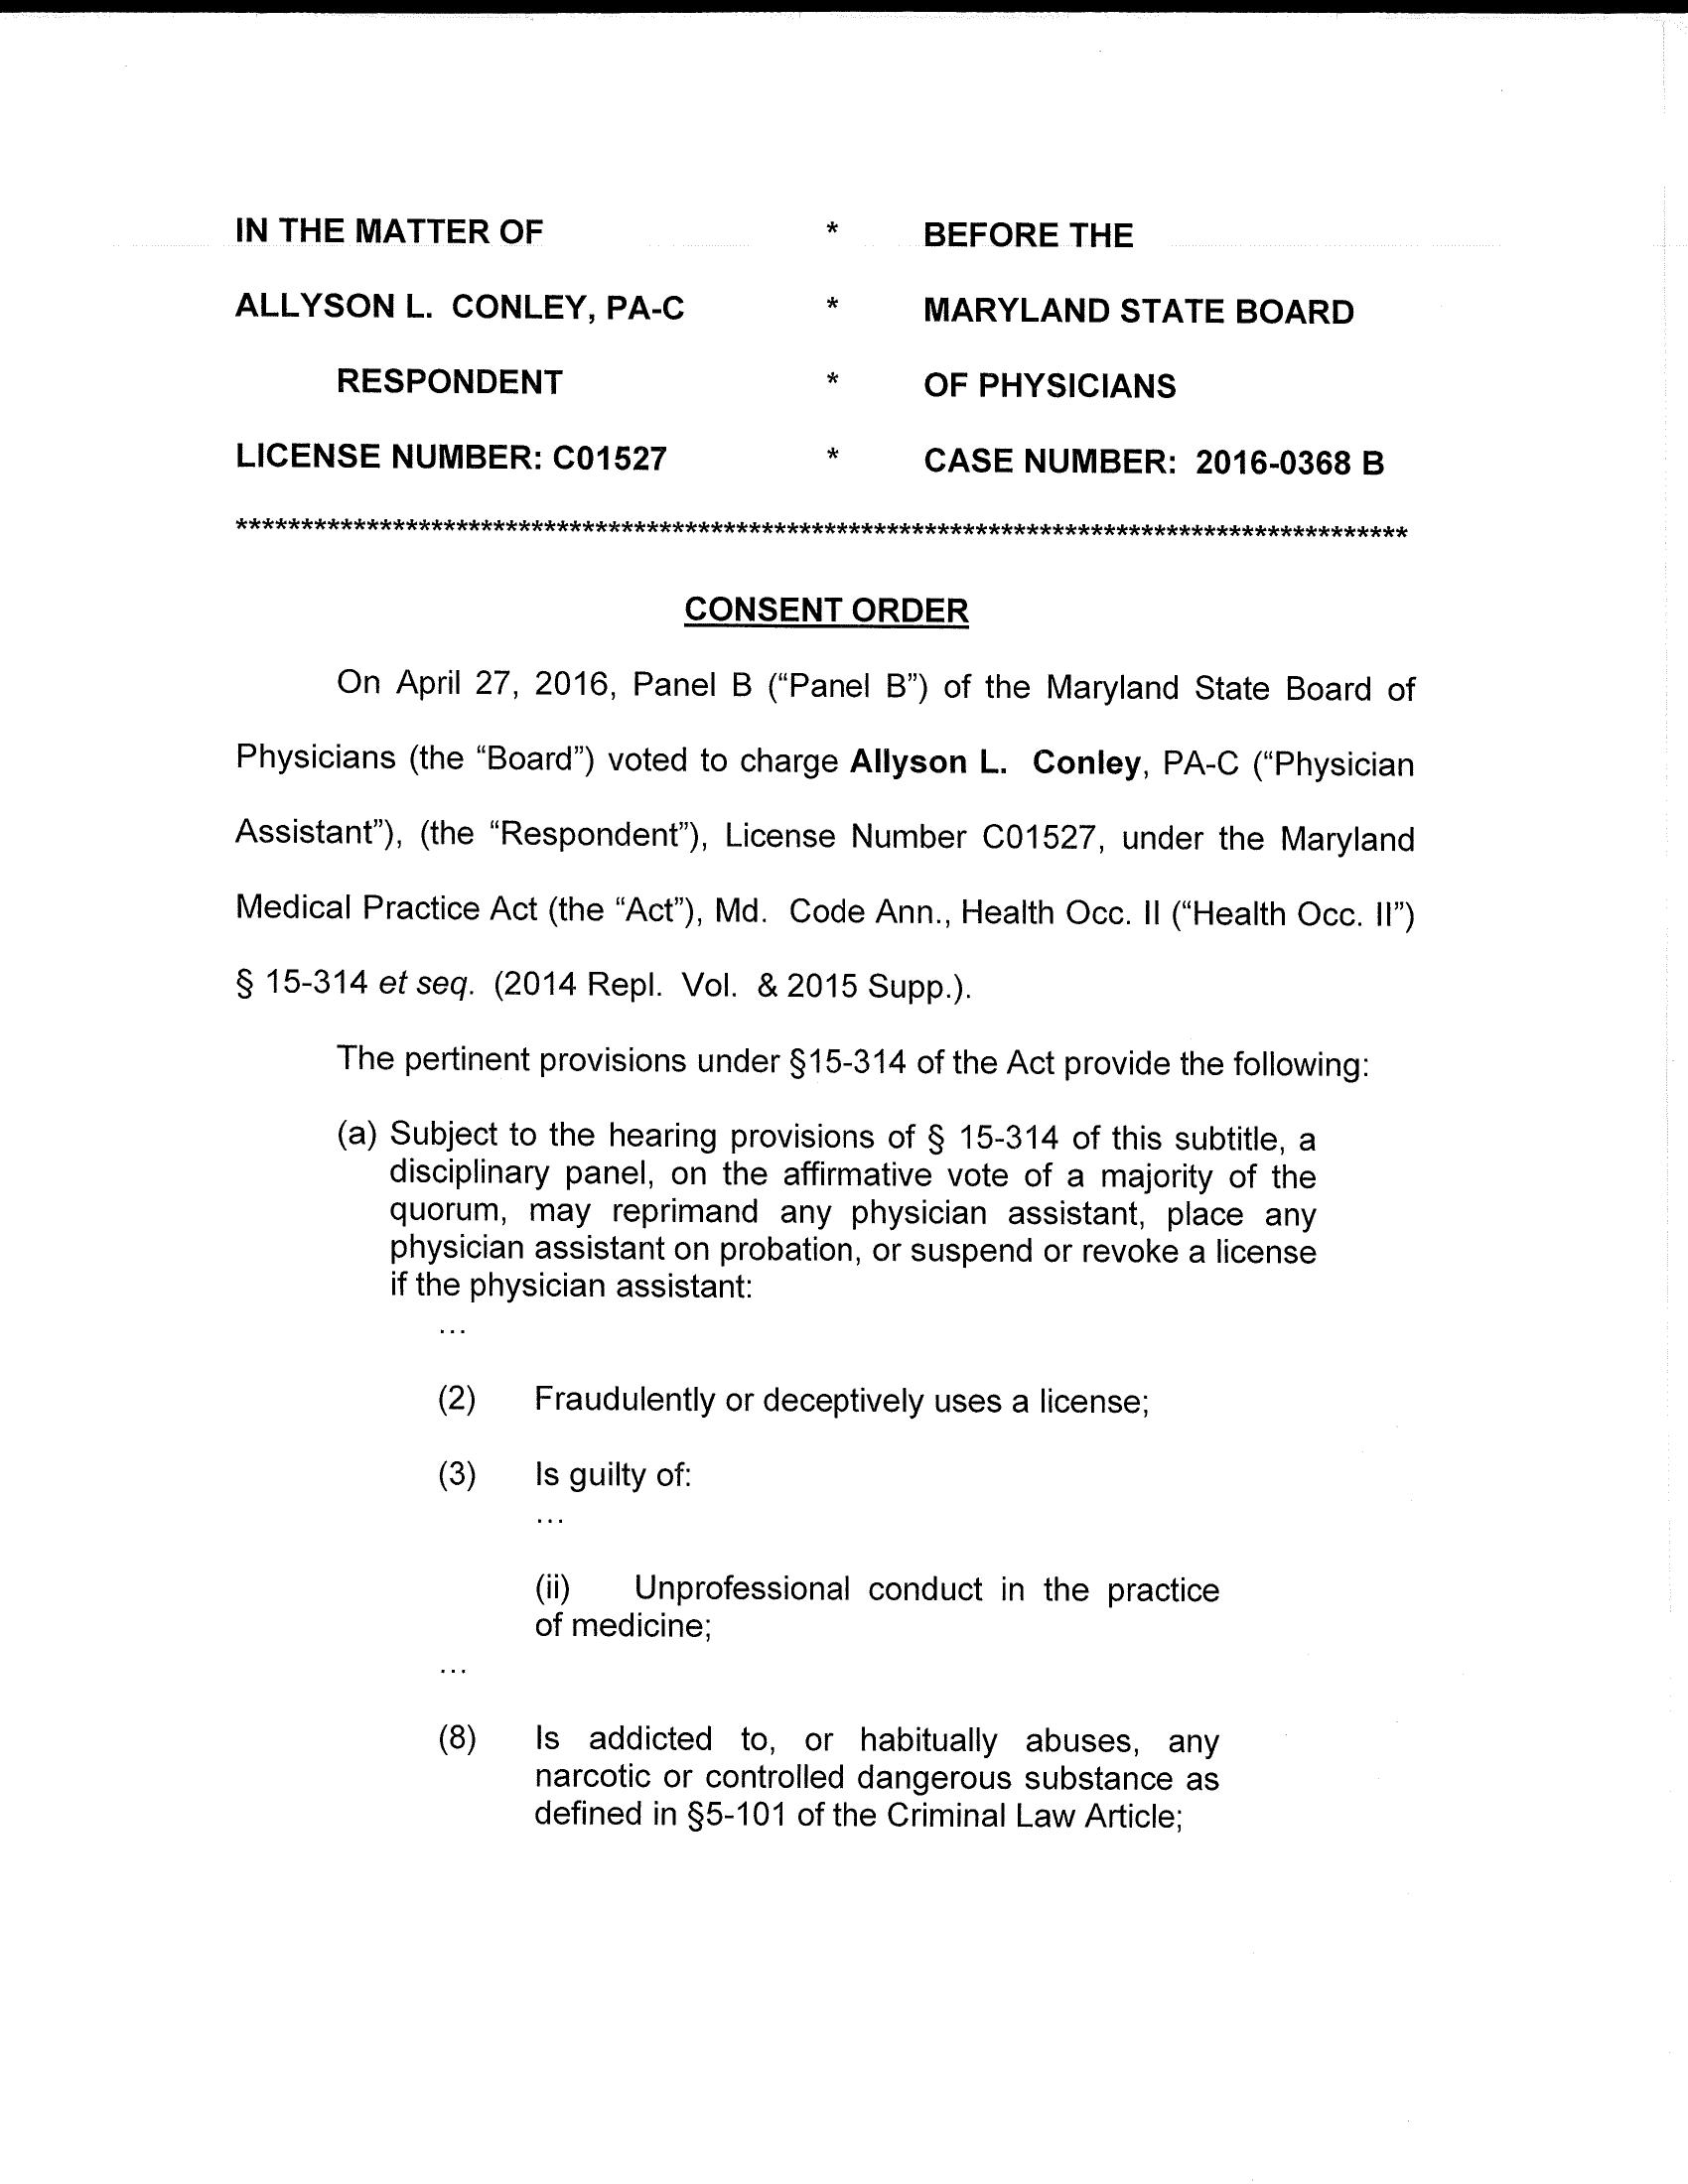 IN THE MATTER OF * BEFORE THE
ALLYSON L. CONLEY, PA-C * MARYLAND STATE BOARD
RESPONDENT * OF PHYSICIANS
LICENSE NUMBER: C01527 * CASE NUMBER: 2016-0368 B
******************************************************************************************
CONSENT ORDER
On April 27, 2016, Panel B (“Panel B”) of the Maryland State Board of
Physicians (the “Board”) voted to charge Allyson L. Conley, PA-C (“Physician
Assistant”), (the “Respondent”), License Number C01527, under the Maryland
Medical Practice Act (the “Act”), Md. Code Ann., Health Occ. II (“Health Occ. II”)
§ 15-314 et seq. (2014 Repl. Vol. & 2015 Supp.).
The pertinent provisions under §15-314 of the Act provide the following:
(a) Subject to the hearing provisions of § 15-314 of this subtitle, a
disciplinary panel, on the affirmative vote of a majority of the
quorum, may reprimand any physician assistant, place any
physician assistant on probation, or suspend or revoke a license
if the physician assistant:
...
(2) Fraudulently or deceptively uses a license;
(3) Is guilty of:
...
(ii) Unprofessional conduct in the practice
of medicine;
...
(8) Is addicted to, or habitually abuses, any
narcotic or controlled dangerous substance as
defined in §5-101 of the Criminal Law Article;